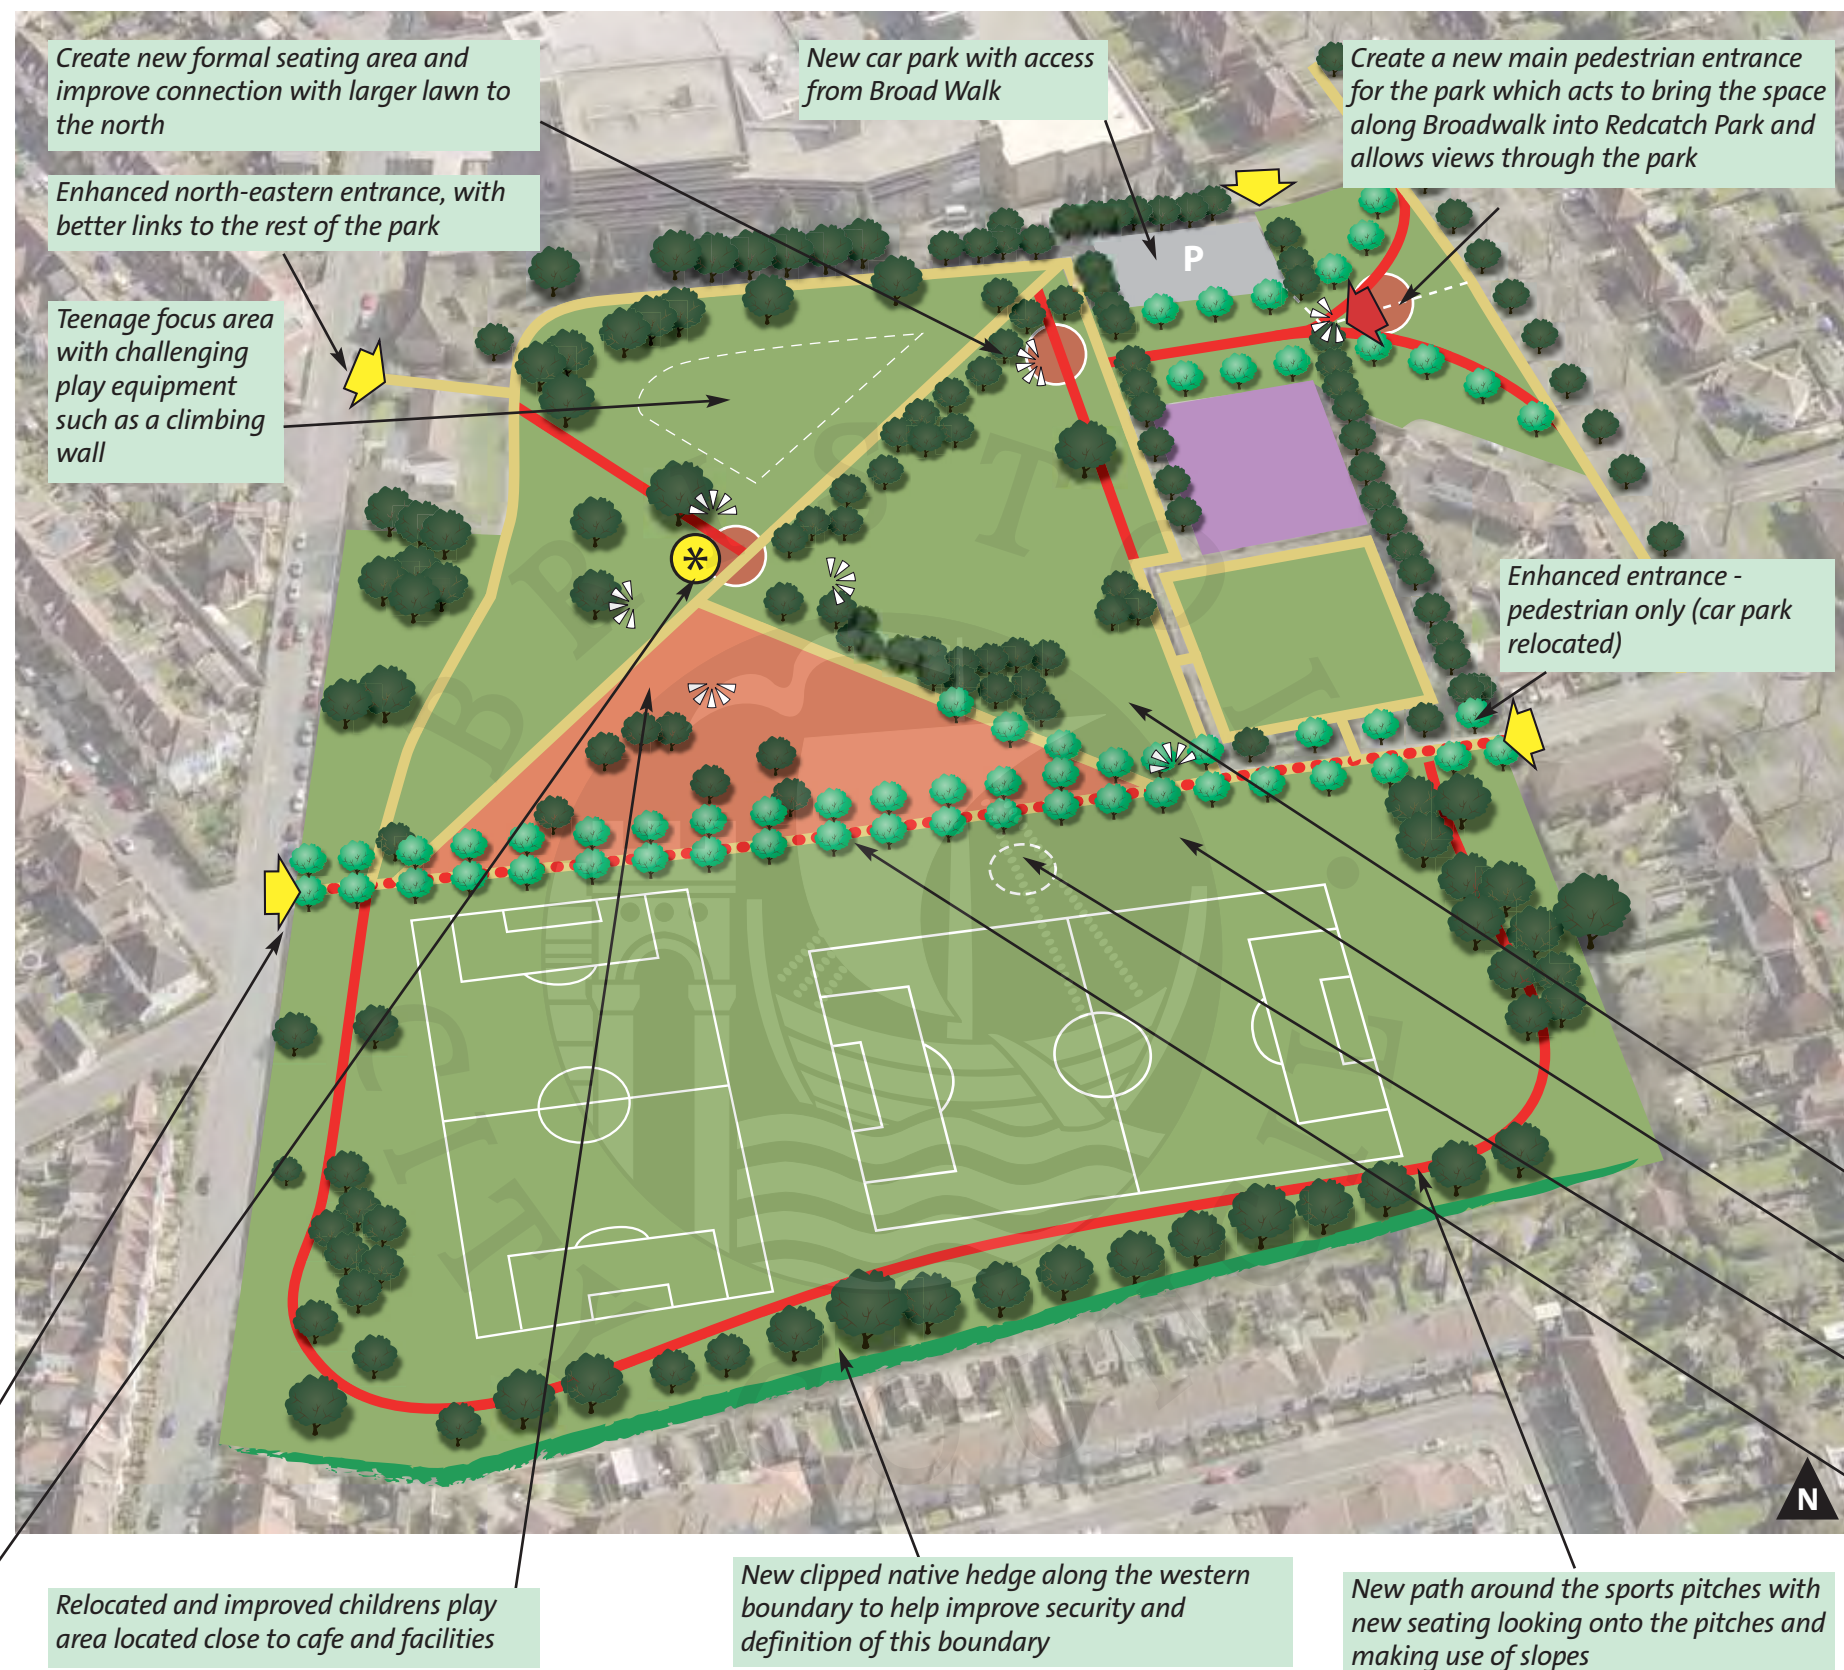 Create new formal seating area and
improve connection with larger lawn to
the north
New car park with access
from Broad Walk
Create a new main pedestrian entrance
for the park which acts to bring the space
along Broadwalk into Redcatch Park and
allows views through the park
Enhanced north-eastern entrance, with
better links to the rest of the park
P
Teenage focus area
with challenging
play equipment
such as a climbing
wall
*
Enhanced entrance -
pedestrian only (car park
relocated)
BRISTOL
CITY
N
Relocated and improved childrens play
area located close to cafe and facilities
New clipped native hedge along the western
boundary to help improve security and
definition of this boundary
New path around the sports pitches with
new seating looking onto the pitches and
making use of slopes